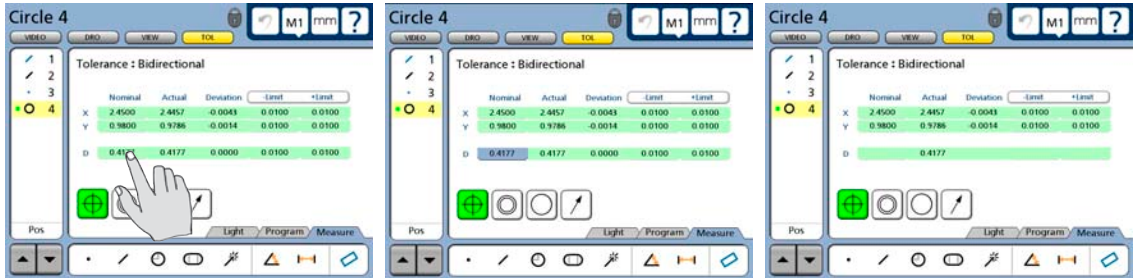 Circle 4
M1 mm ?
VIDEO DRO VIEW TOL
1
2
3
4
Tolerance : Bidirectional
Nominal Actual Deviation -Limit +Limit
X 2.4500 2.4457 -0.0043 0.0100 0.0100
Y 0.9800 0.9786 -0.0014 0.0100 0.0100
D 0.4177 0.4177 0.0000 0.0100 0.0100
Pos
Light Program Measure
Circle 4
M1 mm ?
VIDEO DRO VIEW TOL
1
2
3
4
Tolerance : Bidirectional
Nominal Actual Deviation -Limit +Limit
X 2.4500 2.4457 -0.0043 0.0100 0.0100
Y 0.9800 0.9786 -0.0014 0.0100 0.0100
D 0.4177 0.4177 0.0000 0.0100 0.0100
Pos
Light Program Measure
Circle 4
M1 mm ?
VIDEO DRO VIEW TOL
1
2
3
4
Tolerance : Bidirectional
Nominal Actual Deviation -Limit +Limit
X 2.4500 2.4457 -0.0043 0.0100 0.0100
Y 0.9800 0.9786 -0.0014 0.0100 0.0100
D 0.4177
Pos
Light Program Measure